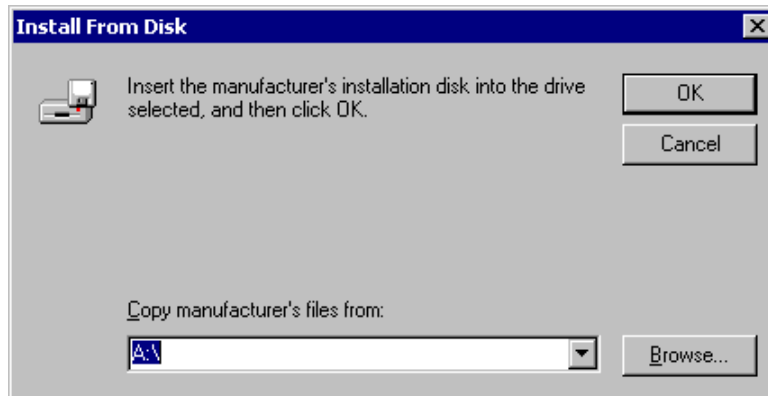 Install From Disk
Insert the manufacturer's installation disk into the drive
selected, and then click OK.
OK
Cancel
Copy manufacturer's files from:
A:\
Browse...